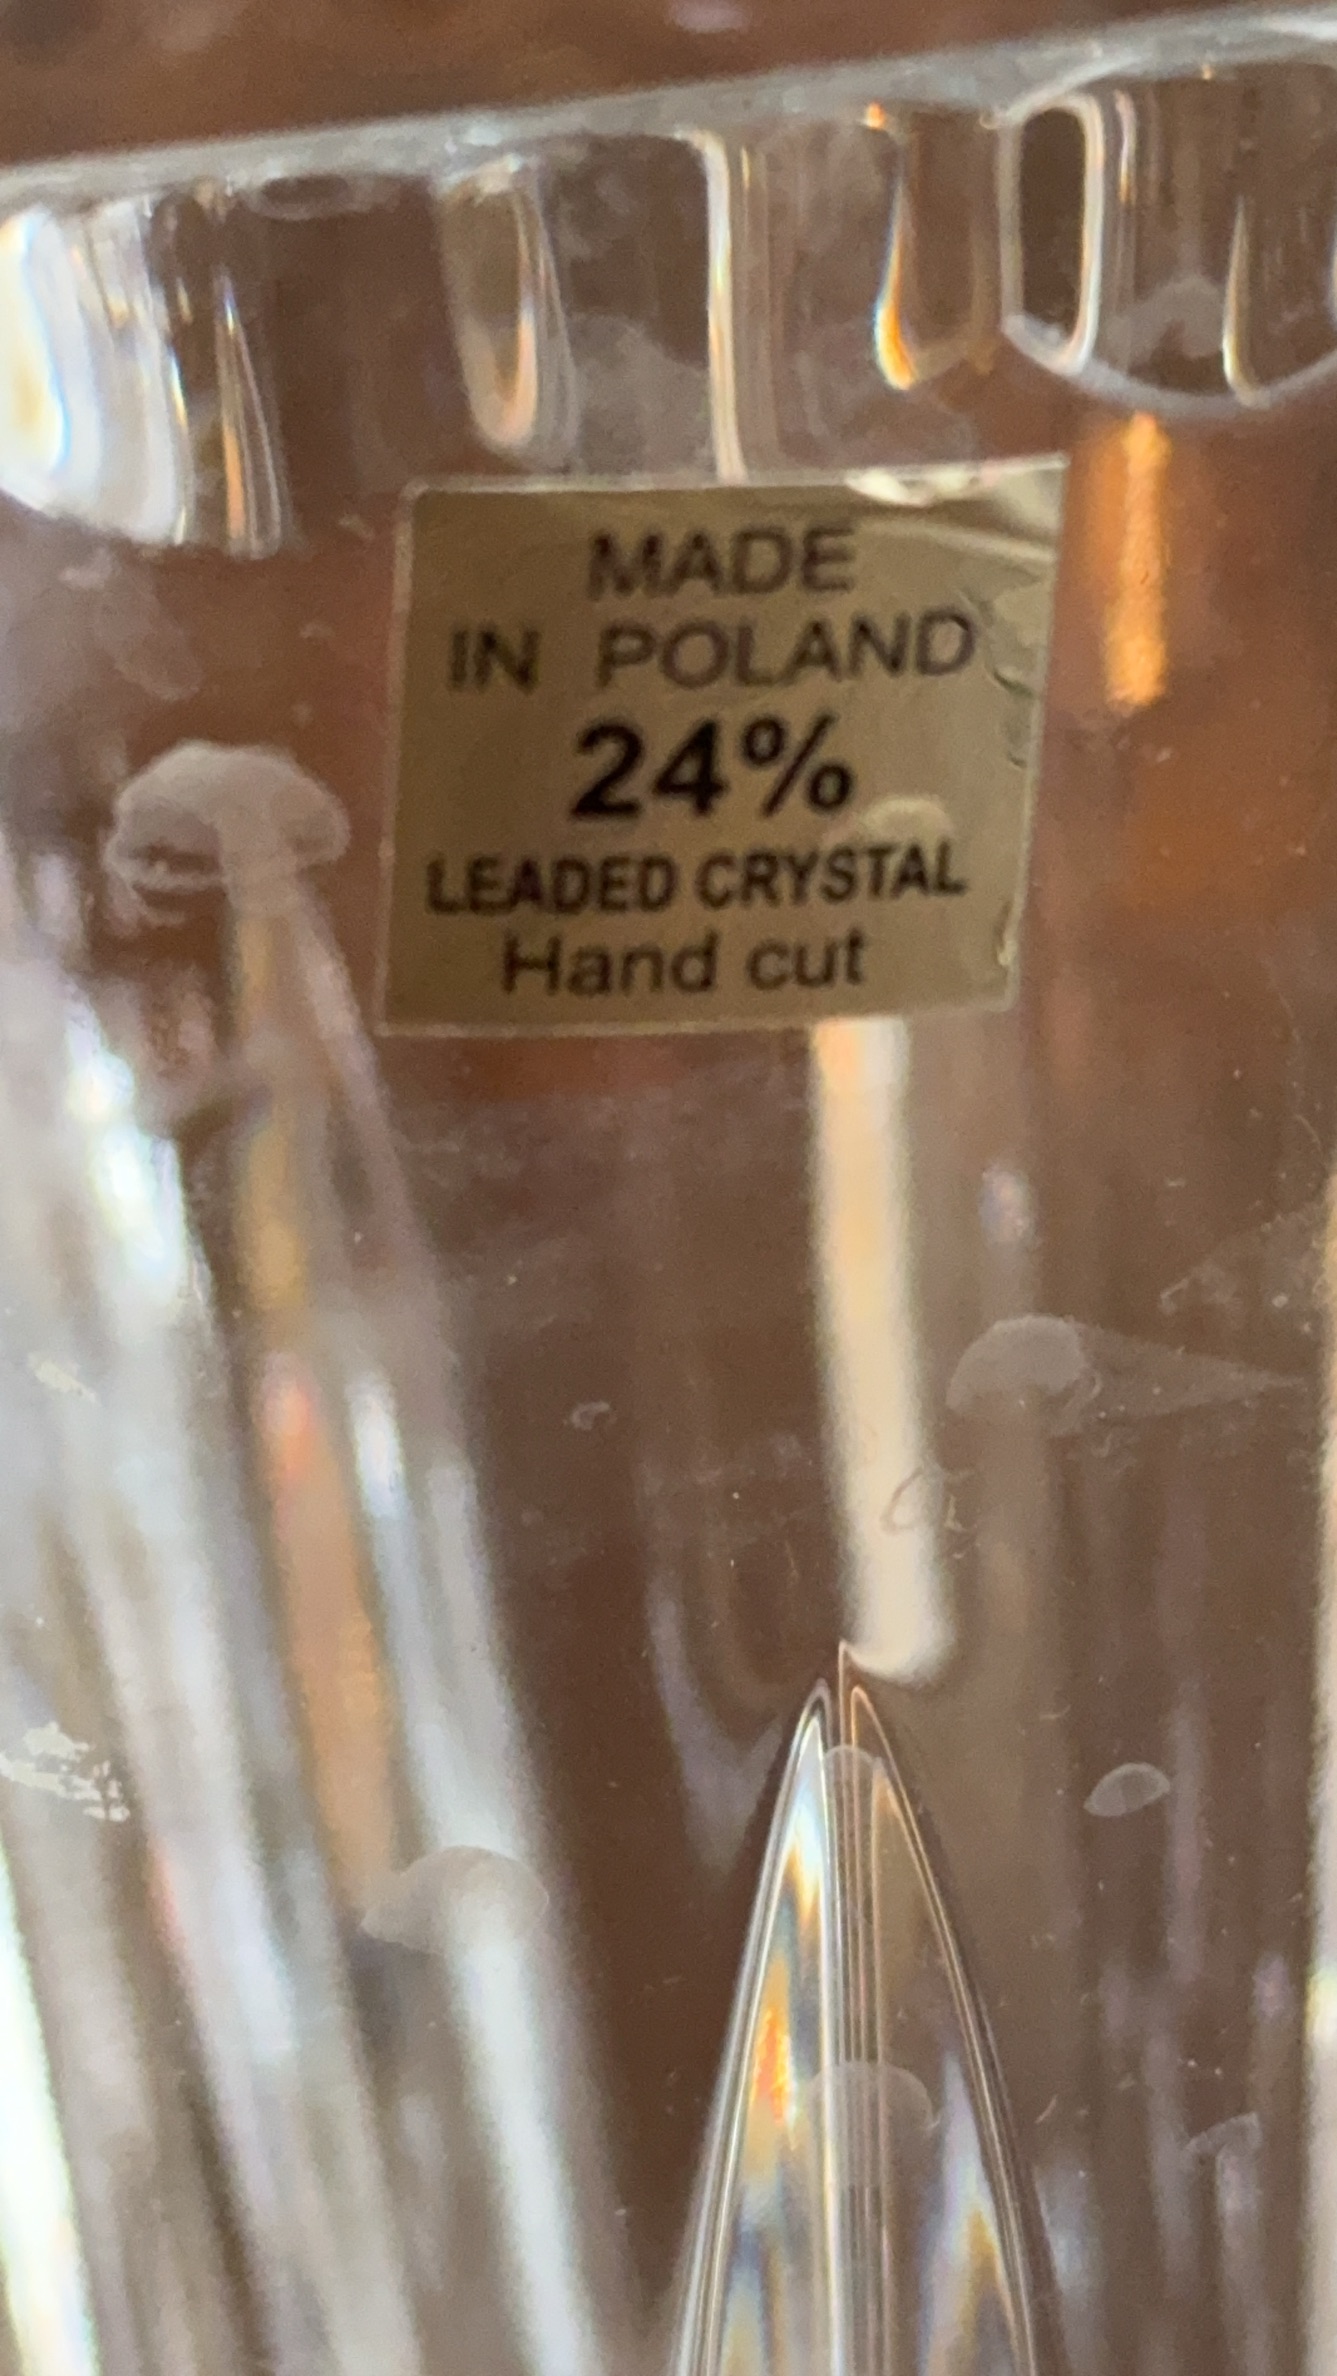 MADE
IN POLAND
24%
LEADED CRYSTAL
Hand cut